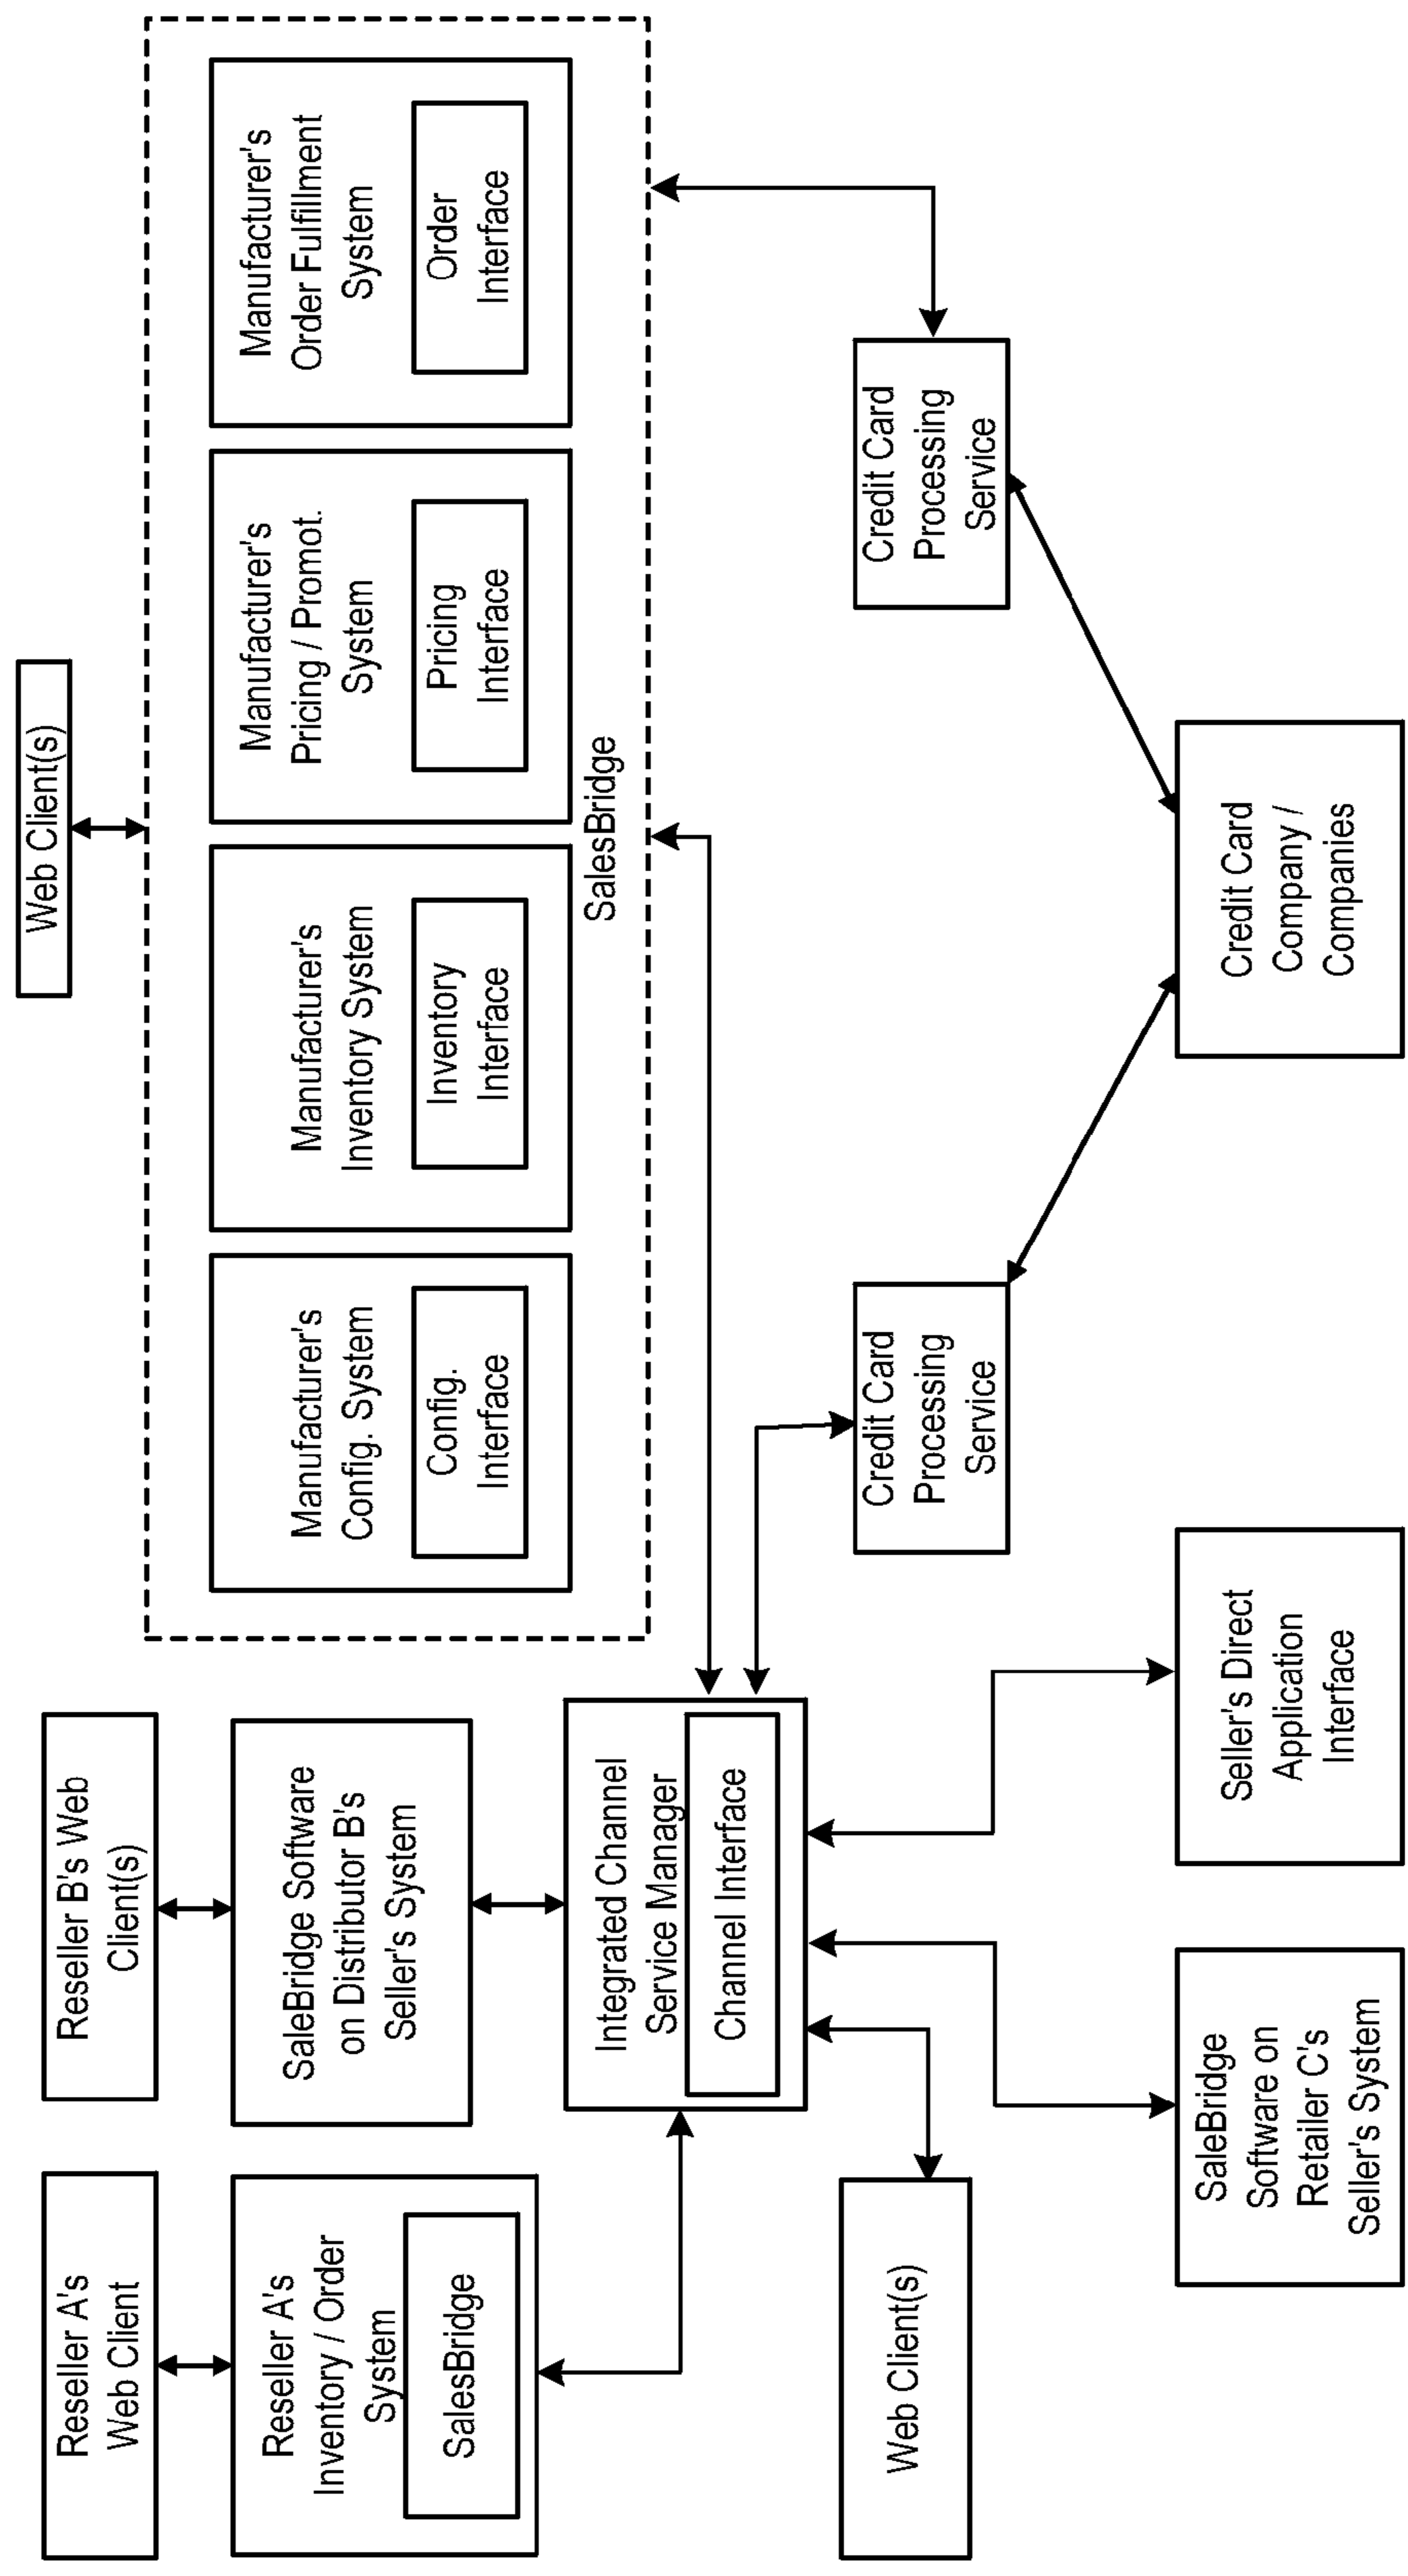 Reseller A's
Web Client
Reseller B's Web
Client(s)
Web Client(s)
Reseller A's
Inventory / Order
System
SalesBridge
SaleBridge Software
on Distributor B's
Seller's System
Manufacturer's
Config. System
Config.
Interface
Manufacturer's
Inventory System
Inventory
Interface
Manufacturer's
Pricing / Promot.
System
Pricing
Interface
Manufacturer's
Order Fulfillment
System
Order
Interface
SalesBridge
Integrated Channel
Service Manager
Channel Interface
Web Client(s)
Credit Card
Processing
Service
Credit Card
Processing
Service
SaleBridge
Software on
Retailer C's
Seller's System
Seller's Direct
Application
Interface
Credit Card
Company /
Companies